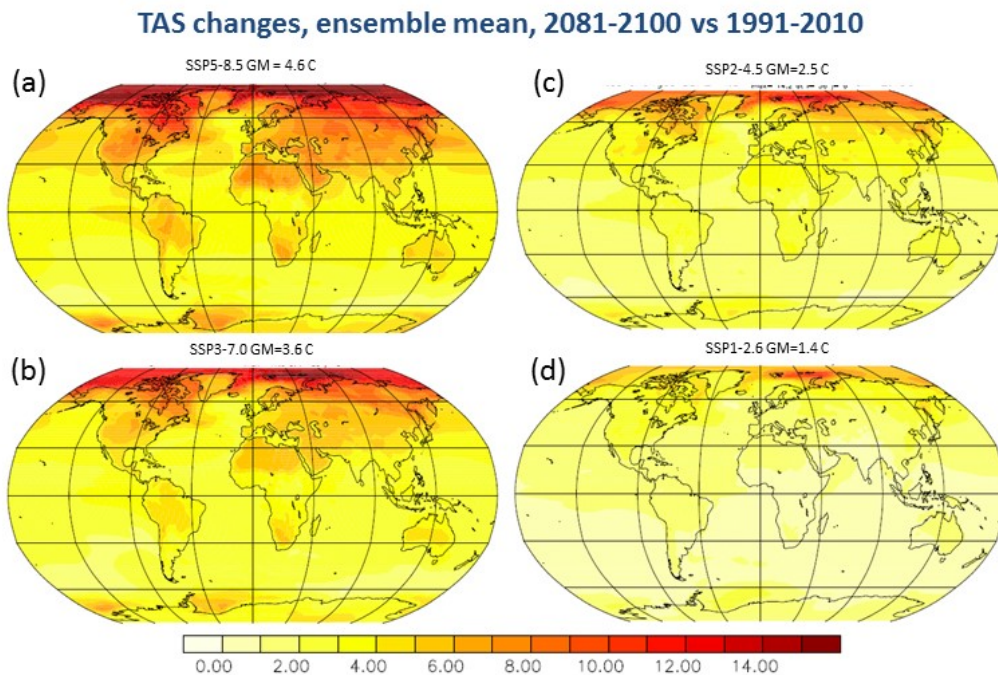 TAS changes, ensemble mean, 2081-2100 vs 1991-2010
(a)
SSP5-8.5 GM = 4.6 C
(c)
SSP2-4.5 GM=2.5 C
(b)
SSP3-7.0 GM=3.6 C
(d)
SSP1-2.6 GM=1.4 C
0.00 2.00 4.00 6.00 8.00 10.00 12.00 14.00